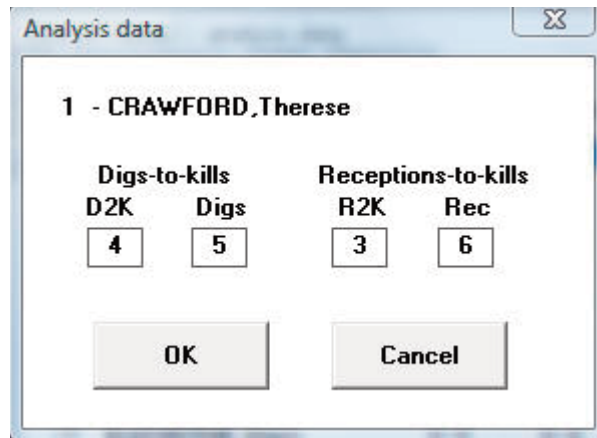 Analysis data
1 - CRAWFORD,Therese
Digs-to-kills Receptions-to-kills
D2K Digs R2K Rec
4 5 3 6
OK Cancel